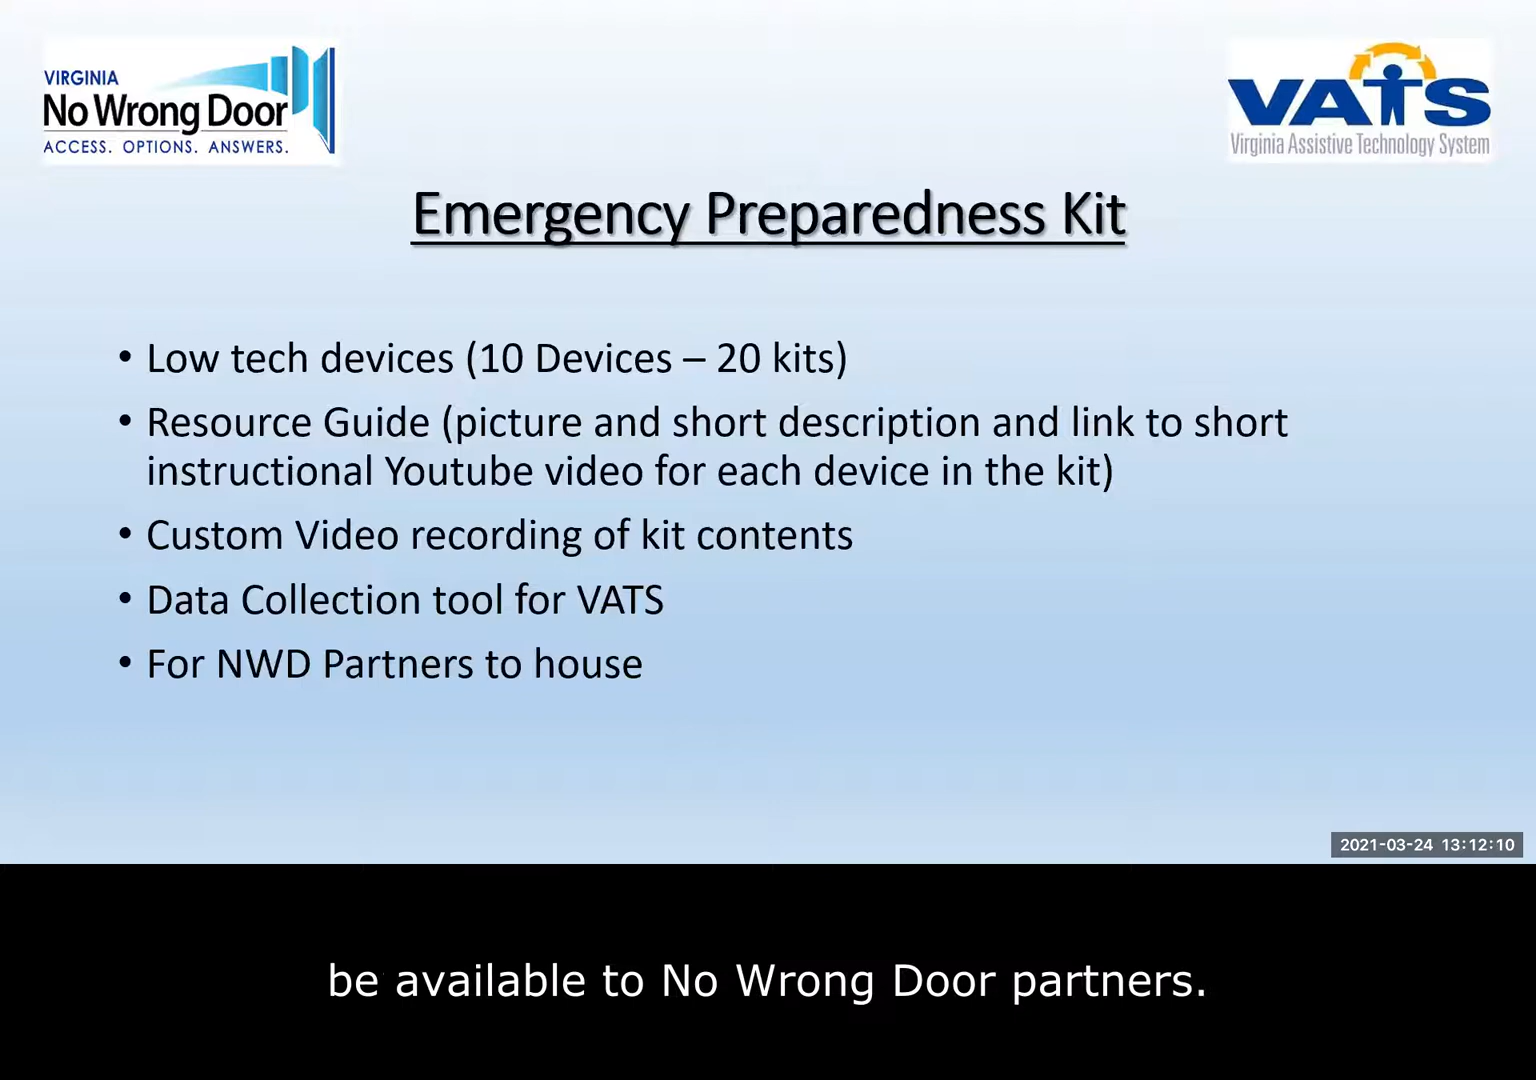 VIRGINIA
No Wrong Door
ACCESS. OPTIONS. ANSWERS.
VATS
Virginia Assistive Technology System
Emergency Preparedness Kit
• Low tech devices (10 Devices – 20 kits)
• Resource Guide (picture and short description and link to short
instructional Youtube video for each device in the kit)
• Custom Video recording of kit contents
• Data Collection tool for VATS
• For NWD Partners to house
2021-03-24 13:12:10
be available to No Wrong Door partners.